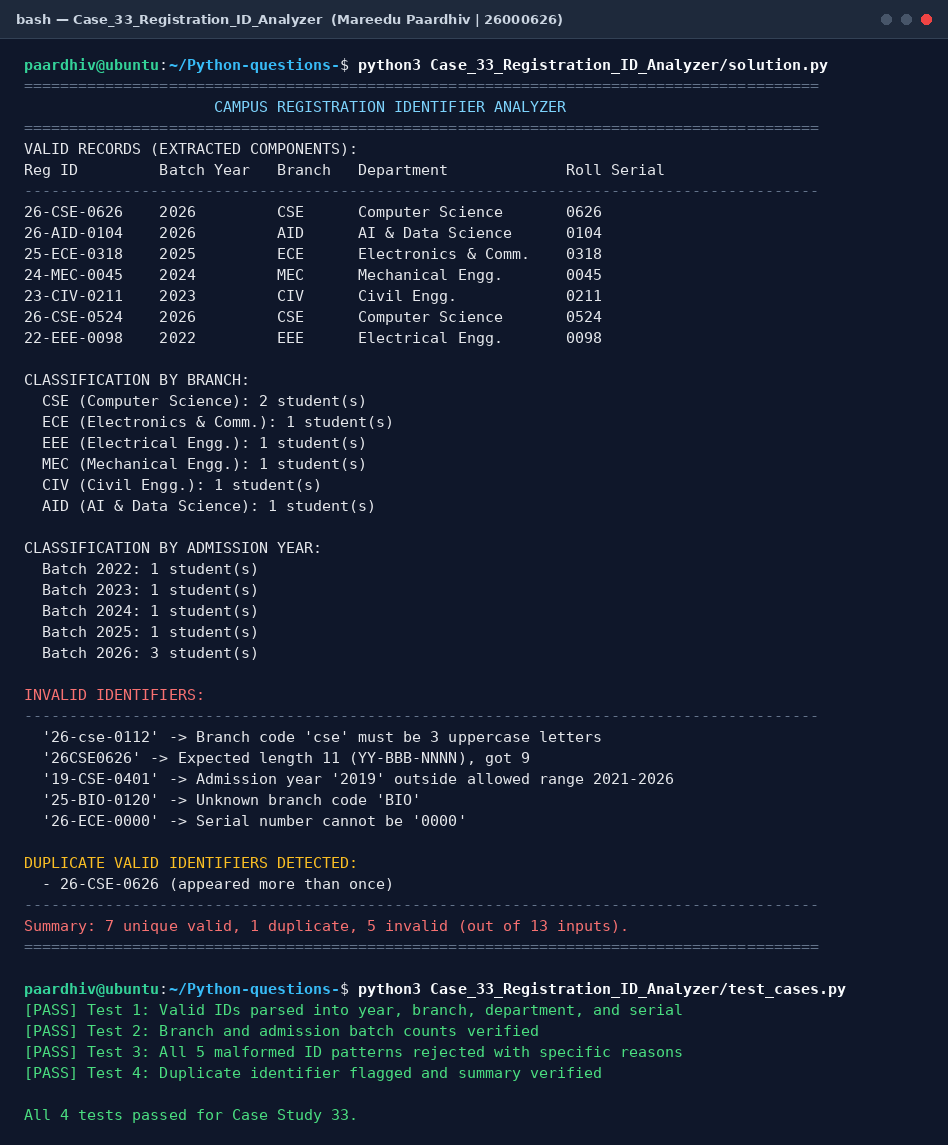 bash — Case_33_Registration_ID_Analyzer (Mareedu Paardhiv | 26000626)
paardhiv@ubuntu:~/Python-questions-$ python3 Case_33_Registration_ID_Analyzer/solution.py
========================================================================================
CAMPUS REGISTRATION IDENTIFIER ANALYZER
========================================================================================
VALID RECORDS (EXTRACTED COMPONENTS):
Reg ID         Batch Year   Branch   Department             Roll Serial
----------------------------------------------------------------------------------------
26-CSE-0626    2026         CSE      Computer Science       0626
26-AID-0104    2026         AID      AI & Data Science      0104
25-ECE-0318    2025         ECE      Electronics & Comm.    0318
24-MEC-0045    2024         MEC      Mechanical Engg.       0045
23-CIV-0211    2023         CIV      Civil Engg.            0211
26-CSE-0524    2026         CSE      Computer Science       0524
22-EEE-0098    2022         EEE      Electrical Engg.       0098
CLASSIFICATION BY BRANCH:
CSE (Computer Science): 2 student(s)
ECE (Electronics & Comm.): 1 student(s)
EEE (Electrical Engg.): 1 student(s)
MEC (Mechanical Engg.): 1 student(s)
CIV (Civil Engg.): 1 student(s)
AID (AI & Data Science): 1 student(s)
CLASSIFICATION BY ADMISSION YEAR:
Batch 2022: 1 student(s)
Batch 2023: 1 student(s)
Batch 2024: 1 student(s)
Batch 2025: 1 student(s)
Batch 2026: 3 student(s)
INVALID IDENTIFIERS:
----------------------------------------------------------------------------------------
'26-cse-0112' -> Branch code 'cse' must be 3 uppercase letters
'26CSE0626' -> Expected length 11 (YY-BBB-NNNN), got 9
'19-CSE-0401' -> Admission year '2019' outside allowed range 2021-2026
'25-BIO-0120' -> Unknown branch code 'BIO'
'26-ECE-0000' -> Serial number cannot be '0000'
DUPLICATE VALID IDENTIFIERS DETECTED:
- 26-CSE-0626 (appeared more than once)
----------------------------------------------------------------------------------------
Summary: 7 unique valid, 1 duplicate, 5 invalid (out of 13 inputs).
========================================================================================
paardhiv@ubuntu:~/Python-questions-$ python3 Case_33_Registration_ID_Analyzer/test_cases.py
[PASS] Test 1: Valid IDs parsed into year, branch, department, and serial
[PASS] Test 2: Branch and admission batch counts verified
[PASS] Test 3: All 5 malformed ID patterns rejected with specific reasons
[PASS] Test 4: Duplicate identifier flagged and summary verified
All 4 tests passed for Case Study 33.